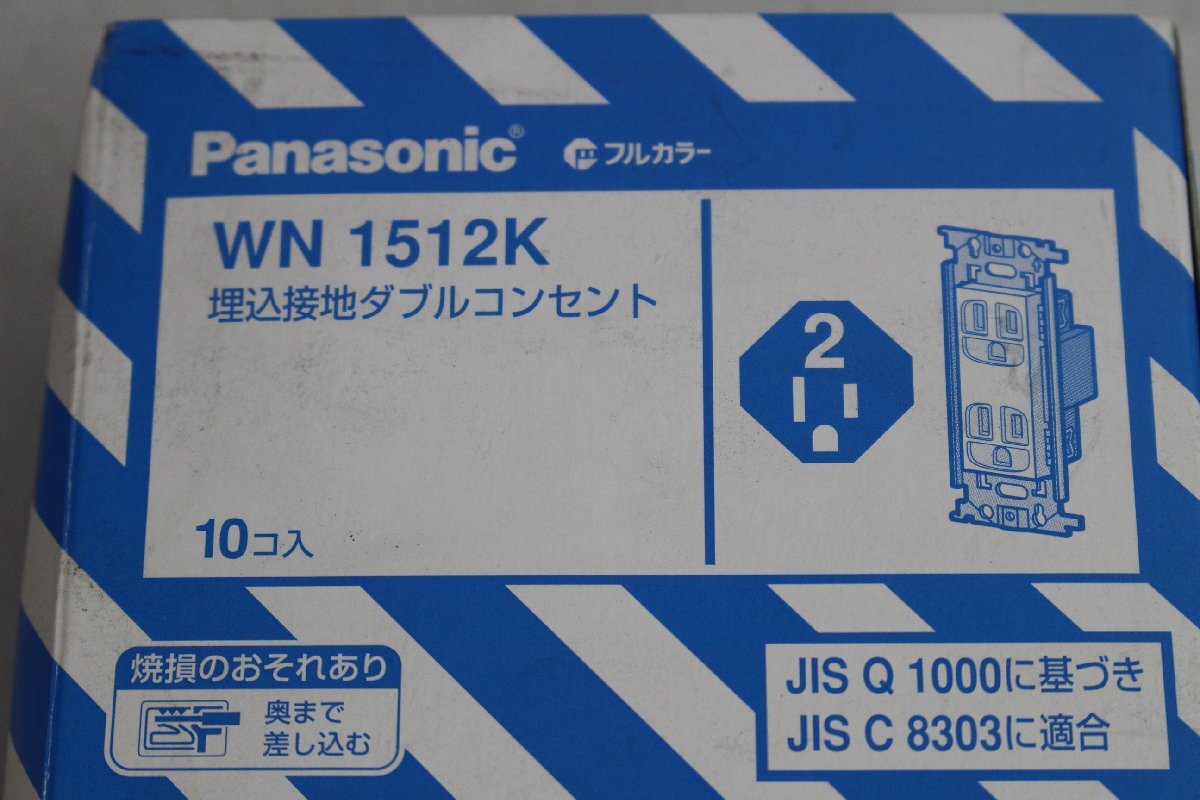 Panasonic® フルカラー
WN 1512K
埋込接地ダブルコンセント
2
10コ入
焼損のおそれあり
奥まで
差し込む
JIS Q 1000に基づき
JIS C 8303に適合